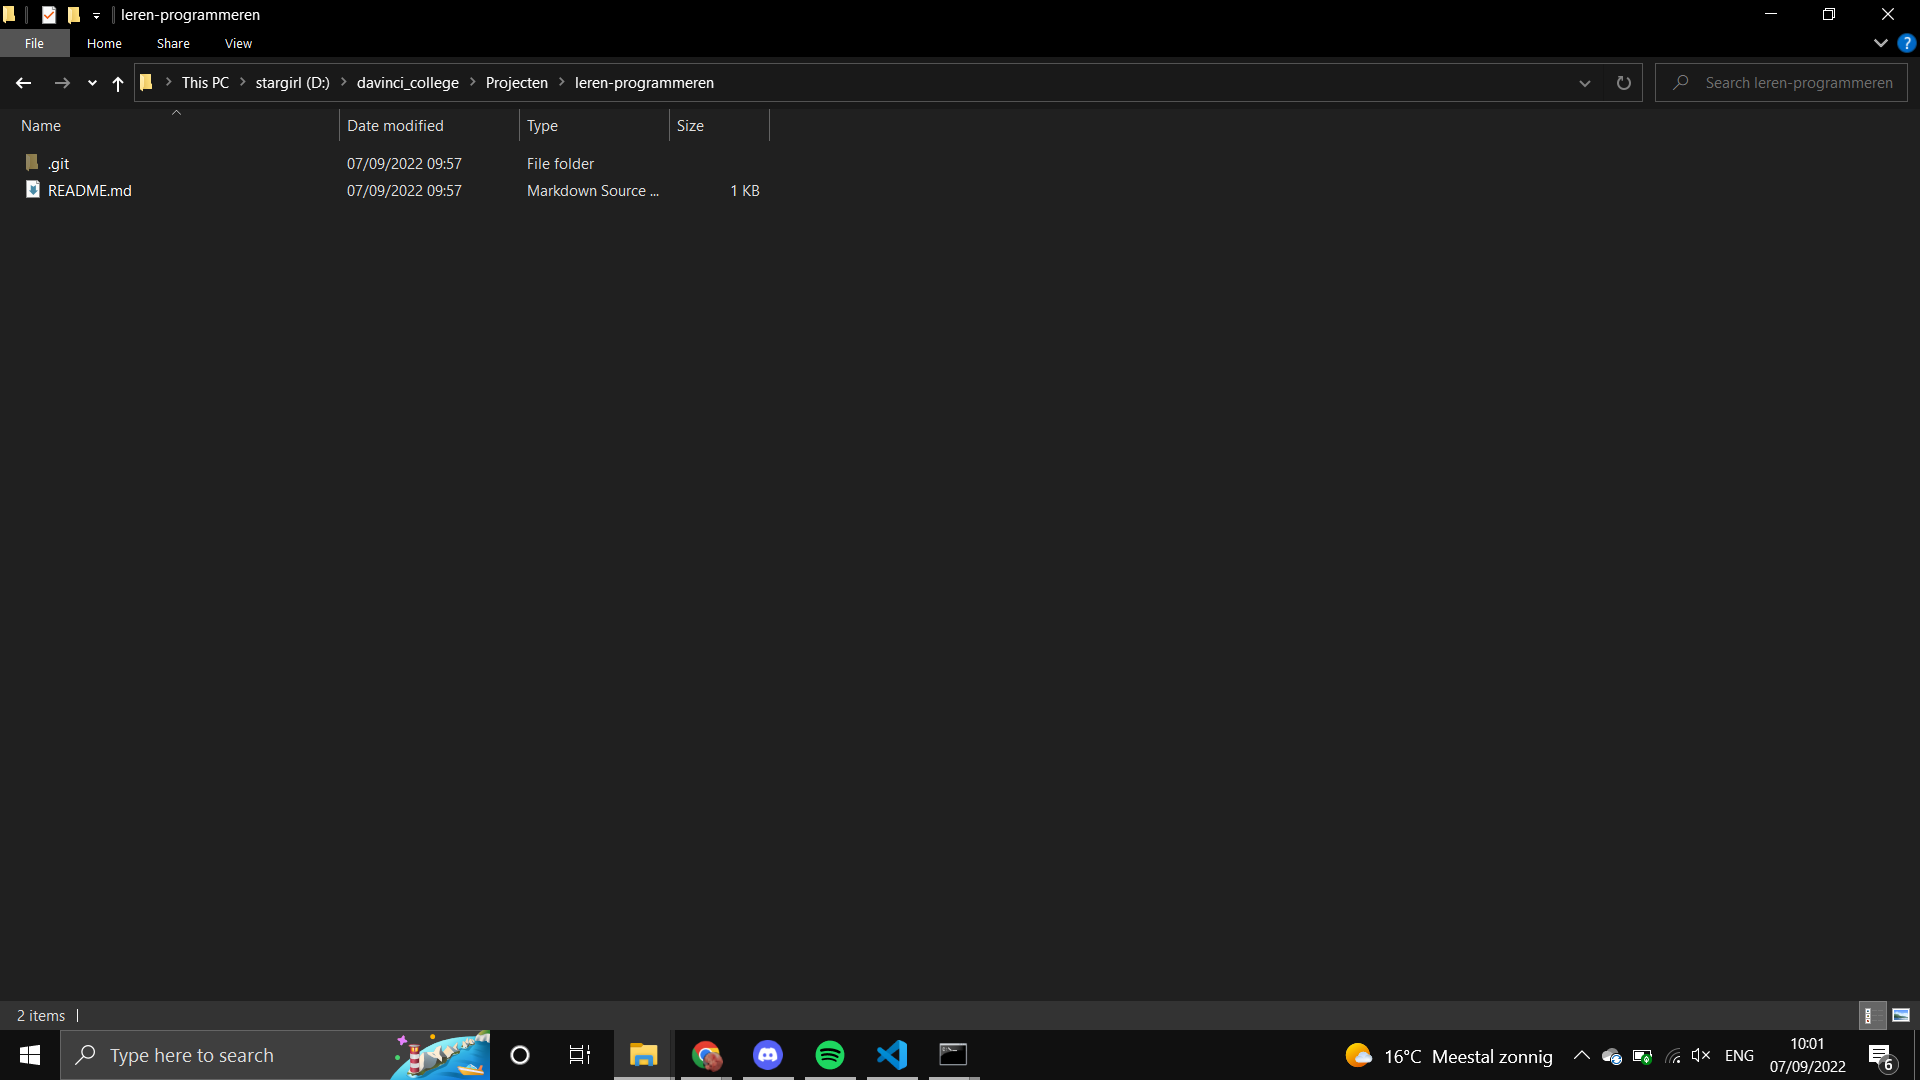 leren-programmeren
File Home Share View
This PC stargirl (D:) davinci_college Projecten leren-programmeren Search leren-programmeren
Name Date modified Type Size
.git 07/09/2022 09:57 File folder
README.md 07/09/2022 09:57 Markdown Source ... 1 KB
2 items
Type here to search 16°C Meestal zonnig ENG 10:01
07/09/2022 6